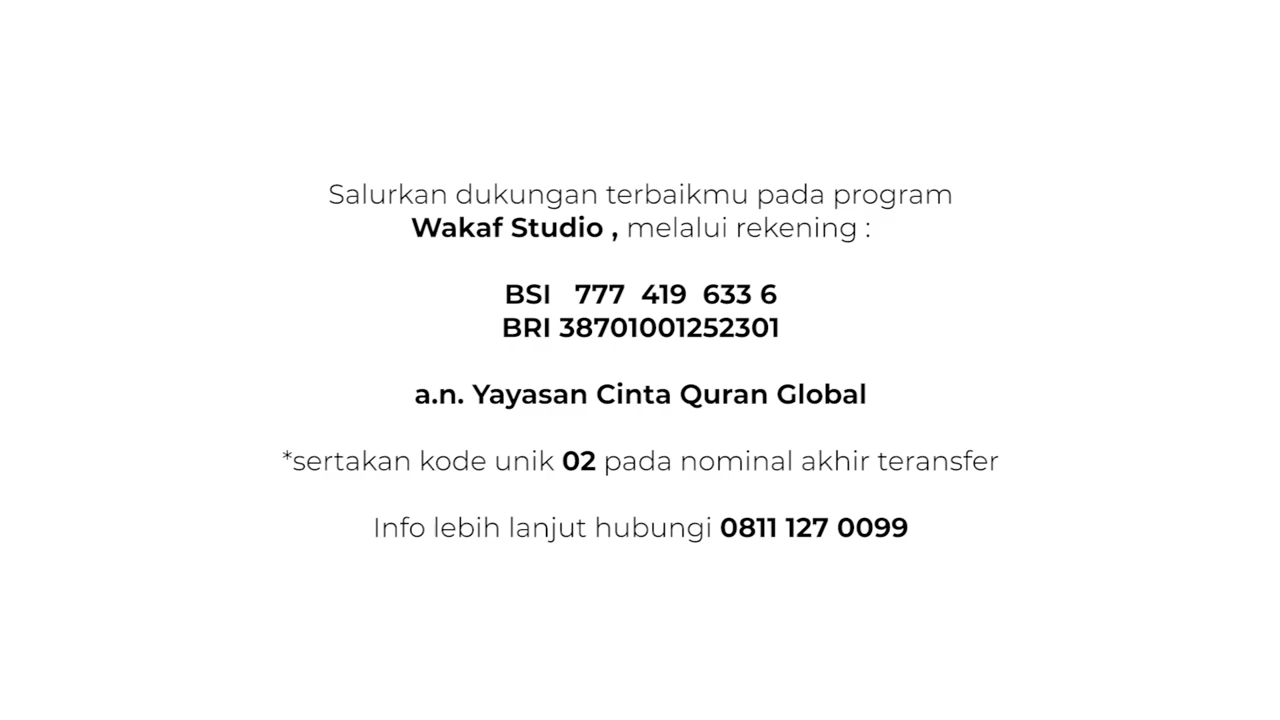 Salurkan dukungan terbaikmu pada program
Wakaf Studio , melalui rekening :
BSI 777 419 633 6
BRI 38701001252301
a.n. Yayasan Cinta Quran Global
*sertakan kode unik 02 pada nominal akhir teransfer
Info lebih lanjut hubungi 0811 127 0099